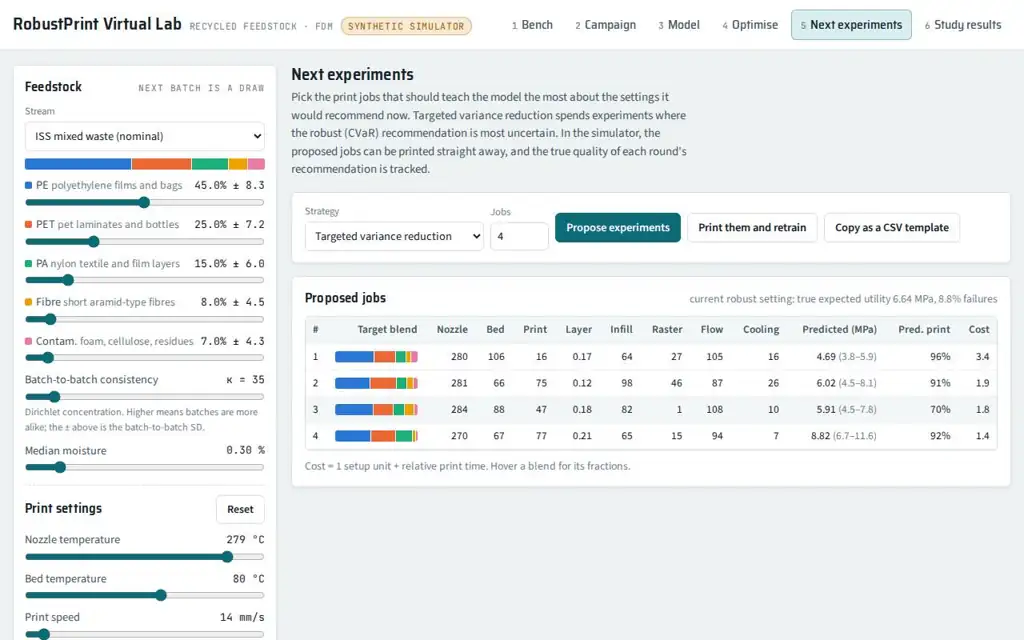 RobustPrint Virtual Lab RECYCLED FEEDSTOCK · FDM SYNTHETIC SIMULATOR 1 Bench 2 Campaign 3 Model 4 Optimise 5 Next experiments 6 Study results
Feedstock NEXT BATCH IS A DRAW
Stream
ISS mixed waste (nominal)
PE polyethylene films and bags 45.0% ± 8.3
PET pet laminates and bottles 25.0% ± 7.2
PA nylon textile and film layers 15.0% ± 6.0
Fibre short aramid-type fibres 8.0% ± 4.5
Contam. foam, cellulose, residues 7.0% ± 4.3
Batch-to-batch consistency κ = 35
Dirichlet concentration. Higher means batches are more
alike; the ± above is the batch-to-batch SD.
Median moisture 0.30 %
Print settings Reset
Nozzle temperature 279 °C
Bed temperature 80 °C
Print speed 14 mm/s
Next experiments
Pick the print jobs that should teach the model the most about the settings it
would recommend now. Targeted variance reduction spends experiments where
the robust (CVaR) recommendation is most uncertain. In the simulator, the
proposed jobs can be printed straight away, and the true quality of each round's
recommendation is tracked.
Strategy Jobs
Targeted variance reduction 4 Propose experiments Print them and retrain Copy as a CSV template
Proposed jobs current robust setting: true expected utility 6.64 MPa, 8.8% failures
# Target blend Nozzle Bed Print Layer Infill Raster Flow Cooling Predicted (MPa) Pred. print Cost
1 280 106 16 0.17 64 27 105 16 4.69 (3.8–5.9) 96% 3.4
2 281 66 75 0.12 98 46 87 26 6.02 (4.5–8.1) 91% 1.9
3 284 88 47 0.18 82 1 108 10 5.91 (4.5–7.8) 70% 1.8
4 270 67 77 0.21 65 15 94 7 8.82 (6.7–11.6) 92% 1.4
Cost = 1 setup unit + relative print time. Hover a blend for its fractions.